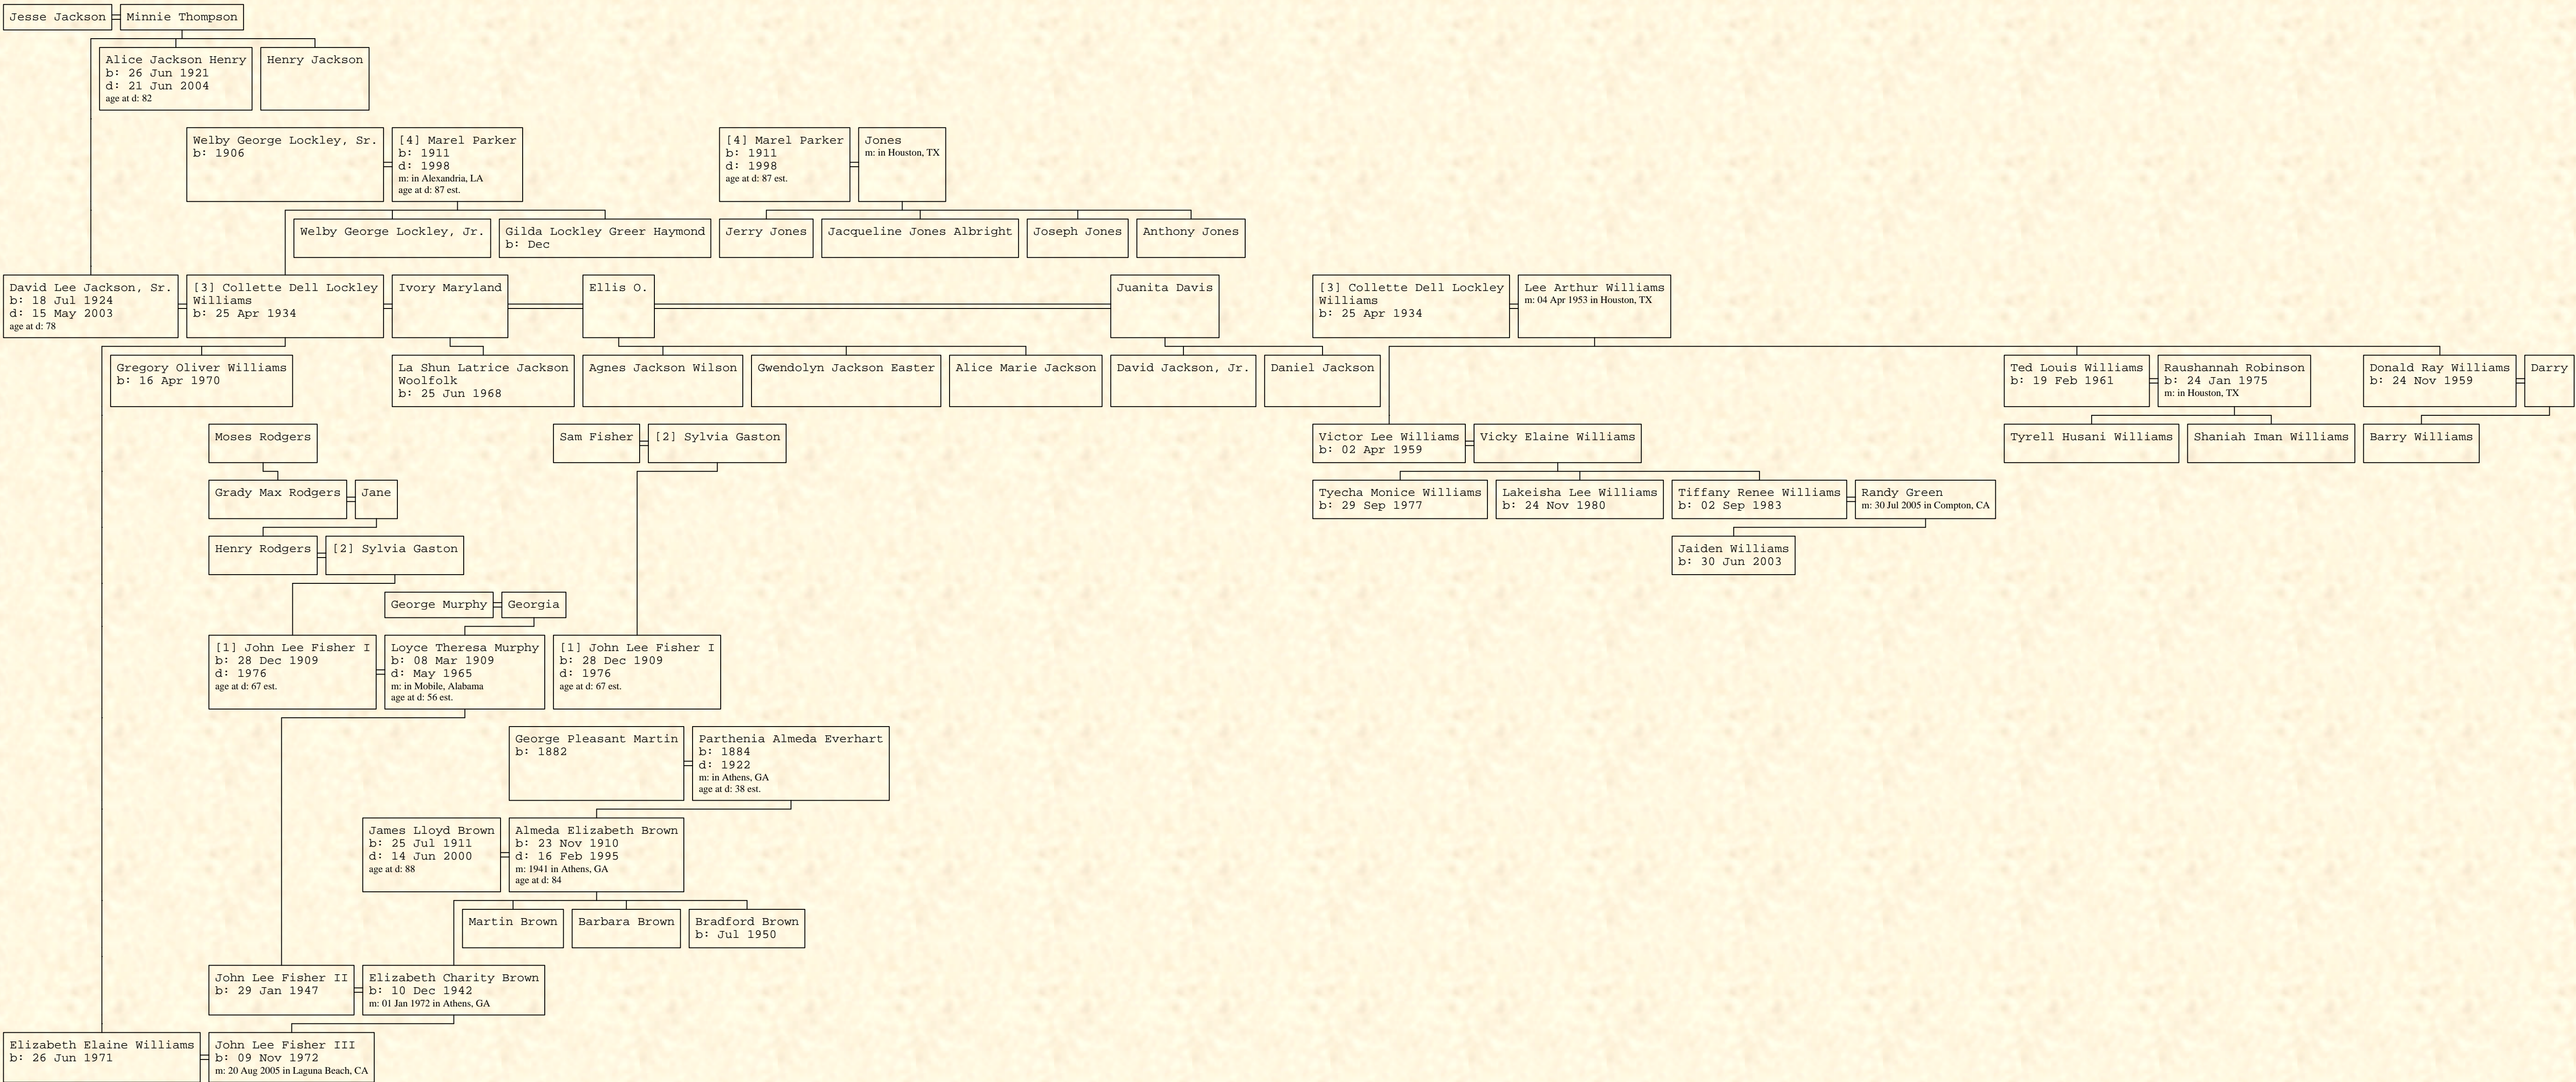 Jesse Jackson
Minnie Thompson
Alice Jackson Henry
b: 26 Jun 1921
d: 21 Jun 2004
age at d: 82
Henry Jackson
Welby George Lockley, Sr.
b: 1906
[4] Marel Parker
b: 1911
d: 1998
m: in Alexandria, LA
age at d: 87 est.
[4] Marel Parker
b: 1911
d: 1998
age at d: 87 est.
Jones
m: in Houston, TX
Welby George Lockley, Jr.
Gilda Lockley Greer Haymond
b: Dec
Jerry Jones
Jacqueline Jones Albright
Joseph Jones
Anthony Jones
David Lee Jackson, Sr.
b: 18 Jul 1924
d: 15 May 2003
age at d: 78
[3] Collette Dell Lockley
Williams
b: 25 Apr 1934
Ivory Maryland
Ellis O.
Juanita Davis
[3] Collette Dell Lockley
Williams
b: 25 Apr 1934
Lee Arthur Williams
m: 04 Apr 1953 in Houston, TX
Gregory Oliver Williams
b: 16 Apr 1970
La Shun Latrice Jackson
Woolfolk
b: 25 Jun 1968
Agnes Jackson Wilson
Gwendolyn Jackson Easter
Alice Marie Jackson
David Jackson, Jr.
Daniel Jackson
Ted Louis Williams
b: 19 Feb 1961
Raushannah Robinson
b: 24 Jan 1975
m: in Houston, TX
Donald Ray Williams
b: 24 Nov 1959
Darry
Moses Rodgers
Sam Fisher
[2] Sylvia Gaston
Victor Lee Williams
b: 02 Apr 1959
Vicky Elaine Williams
Tyrell Husani Williams
Shaniah Iman Williams
Barry Williams
Grady Max Rodgers
Jane
Tyecha Monice Williams
b: 29 Sep 1977
Lakeisha Lee Williams
b: 24 Nov 1980
Tiffany Renee Williams
b: 02 Sep 1983
Randy Green
m: 30 Jul 2005 in Compton, CA
Henry Rodgers
[2] Sylvia Gaston
Jaiden Williams
b: 30 Jun 2003
George Murphy
Georgia
[1] John Lee Fisher I
b: 28 Dec 1909
d: 1976
age at d: 67 est.
Loyce Theresa Murphy
b: 08 Mar 1909
d: May 1965
m: in Mobile, Alabama
age at d: 56 est.
[1] John Lee Fisher I
b: 28 Dec 1909
d: 1976
age at d: 67 est.
George Pleasant Martin
b: 1882
Parthenia Almeda Everhart
b: 1884
d: 1922
m: in Athens, GA
age at d: 38 est.
James Lloyd Brown
b: 25 Jul 1911
d: 14 Jun 2000
age at d: 88
Almeda Elizabeth Brown
b: 23 Nov 1910
d: 16 Feb 1995
m: 1941 in Athens, GA
age at d: 84
Martin Brown
Barbara Brown
Bradford Brown
b: Jul 1950
John Lee Fisher II
b: 29 Jan 1947
Elizabeth Charity Brown
b: 10 Dec 1942
m: 01 Jan 1972 in Athens, GA
Elizabeth Elaine Williams
b: 26 Jun 1971
John Lee Fisher III
b: 09 Nov 1972
m: 20 Aug 2005 in Laguna Beach, CA